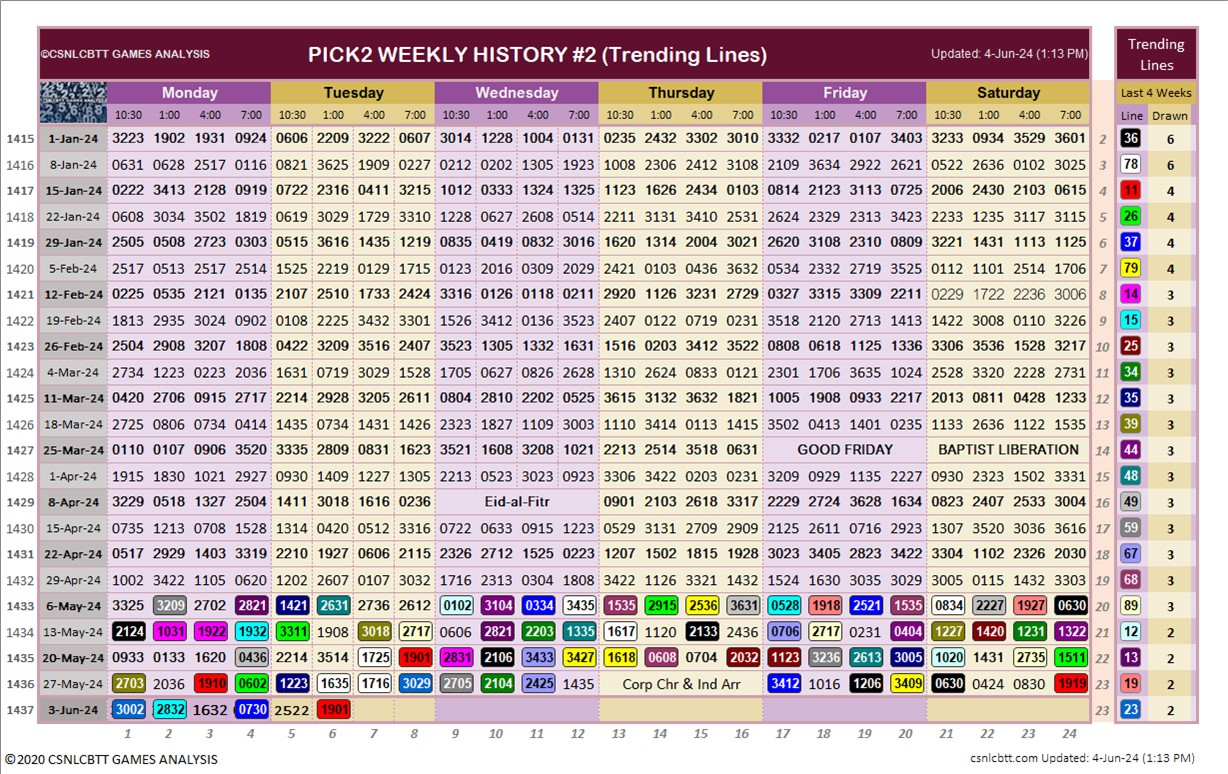 ©CSNLCBTT GAMES ANALYSIS PICK2 WEEKLY HISTORY #2 (Trending Lines) Updated: 4-Jun-24 (1:13 PM) Trending Lines
Monday Tuesday Wednesday Thursday Friday Saturday Last 4 Weeks
10:30 1:00 4:00 7:00 10:30 1:00 4:00 7:00 10:30 1:00 4:00 7:00 10:30 1:00 4:00 7:00 10:30 1:00 4:00 7:00 10:30 1:00 4:00 7:00 Line Drawn
1415 1-Jan-24 3223 1902 1931 0924 0606 2209 3222 0607 3014 1228 1004 0131 0235 2432 3302 3010 3332 0217 0107 3403 3233 0934 3529 3601 2 36 6
1416 8-Jan-24 0631 0628 2517 0116 0821 3625 1909 0227 0212 0202 1305 1923 1008 2306 2412 3108 2109 3634 2922 2621 0522 2636 0102 3025 3 78 6
1417 15-Jan-24 0222 3413 2128 0919 0722 2316 0411 3215 1012 0333 1324 1325 1123 1626 2434 0103 0814 2123 3113 0725 2006 2430 2103 0615 4 11 4
1418 22-Jan-24 0608 3034 3502 1819 0619 3029 1729 3310 1228 0627 2608 0514 2211 3131 3410 2531 2624 2329 2313 3423 2233 1235 3117 3115 5 26 4
1419 29-Jan-24 2505 0508 2723 0303 0515 3616 1435 1219 0835 0419 0832 3016 1620 1314 2004 3021 2620 3108 2310 0809 3221 1431 1113 1125 6 37 4
1420 5-Feb-24 2517 0513 2517 2514 1525 2219 0129 1715 0123 2016 0309 2029 2421 0103 0436 3632 0534 2332 2719 3525 0112 1101 2514 1706 7 79 4
1421 12-Feb-24 0225 0535 2121 0135 2107 2510 1733 2424 3316 0126 0118 0211 2920 1126 3231 2729 0327 3315 3309 2211 0229 1722 2236 3006 8 14 3
1422 19-Feb-24 1813 2935 3024 0902 0108 2225 3432 3301 1526 3412 0136 3523 2407 0122 0719 0231 3518 2120 2713 1413 1422 3008 0110 3226 9 15 3
1423 26-Feb-24 2504 2908 3207 1808 0422 3209 3516 2407 3523 1305 1332 1631 1516 0203 3412 3522 0808 0618 1125 1336 3306 3536 1528 3217 10 25 3
1424 4-Mar-24 2734 1223 0223 2036 1631 0719 3029 1528 1705 0627 0826 2628 1310 2624 0833 0121 2301 1706 3635 1024 2528 3320 2228 2731 11 34 3
1425 11-Mar-24 0420 1906 0915 2717 2214 2928 3205 2611 0804 2810 2202 0525 3615 3132 3632 1821 1005 1908 0933 2217 2013 0811 0428 1233 12 35 3
1426 18-Mar-24 2725 0806 0734 0414 1435 0734 1431 1426 2323 1827 1109 3003 1110 3414 0113 1415 3502 0413 1401 0235 1133 2636 1122 1535 13 39 3
1427 25-Mar-24 0110 0107 0906 3520 3335 2809 0831 1623 3521 1608 3208 1021 2213 2514 3518 0631 GOOD FRIDAY BAPTIST LIBERATION 14 44 3
1428 1-Apr-24 1915 1830 1021 2927 0930 1409 1227 1305 2213 0523 3023 0923 3306 3422 0203 0231 3209 0929 1135 2227 0930 2323 1502 3331 15 48 3
1429 8-Apr-24 3229 0518 1327 2504 1411 3018 1616 0236 Eid-al-Fitr 0901 2103 2618 3317 2229 2724 3628 1634 0823 2407 2533 3004 16 49 3
1430 15-Apr-24 0735 1213 0708 1528 1314 0420 0512 3316 0722 0633 0915 1223 0529 3131 2709 2909 2125 2611 0716 2923 1307 3520 3036 3616 17 59 3
1431 22-Apr-24 0517 2929 1403 3319 2210 1927 0606 2115 2326 2712 1525 0223 1207 1502 1815 1928 3023 3405 2823 3422 3304 1102 2326 2030 18 67 3
1432 29-Apr-24 1002 3422 1105 0620 1202 2607 0107 3032 1716 2313 0304 1808 3422 1126 3321 1432 1524 1630 3035 3029 3005 0115 1432 3303 19 68 3
1433 6-May-24 3325 3209 2702 2821 1421 2631 2736 2612 0102 3104 0334 3435 1535 2915 2536 3631 0528 1918 2521 1535 0834 2227 1927 0630 20 89 3
1434 13-May-24 2124 1031 1922 1932 3311 1908 3018 2717 0606 2821 2203 1335 1617 1120 2133 2436 0706 2717 0231 0404 1227 1420 1231 1322 21 12 2
1435 20-May-24 0933 0133 1620 0436 2214 3514 1725 1901 2831 2106 3433 3427 1618 0608 0704 2032 1123 3236 2613 3005 1020 1431 2735 1511 22 13 2
1436 27-May-24 2703 2036 1910 0602 1223 1635 1716 3029 2705 2104 2425 1435 Corp Chr & Ind Arr 3412 1016 1206 3409 0630 0424 0830 1919 23 19 2
1437 3-Jun-24 3002 2832 1632 0730 2522 1901 23 23 2
1 2 3 4 5 6 7 8 9 10 11 12 13 14 15 16 17 18 19 20 21 22 23 24
©2020 CSNLCBTT GAMES ANALYSIS csnlcbtt.com Updated: 4-Jun-24 (1:13 PM)